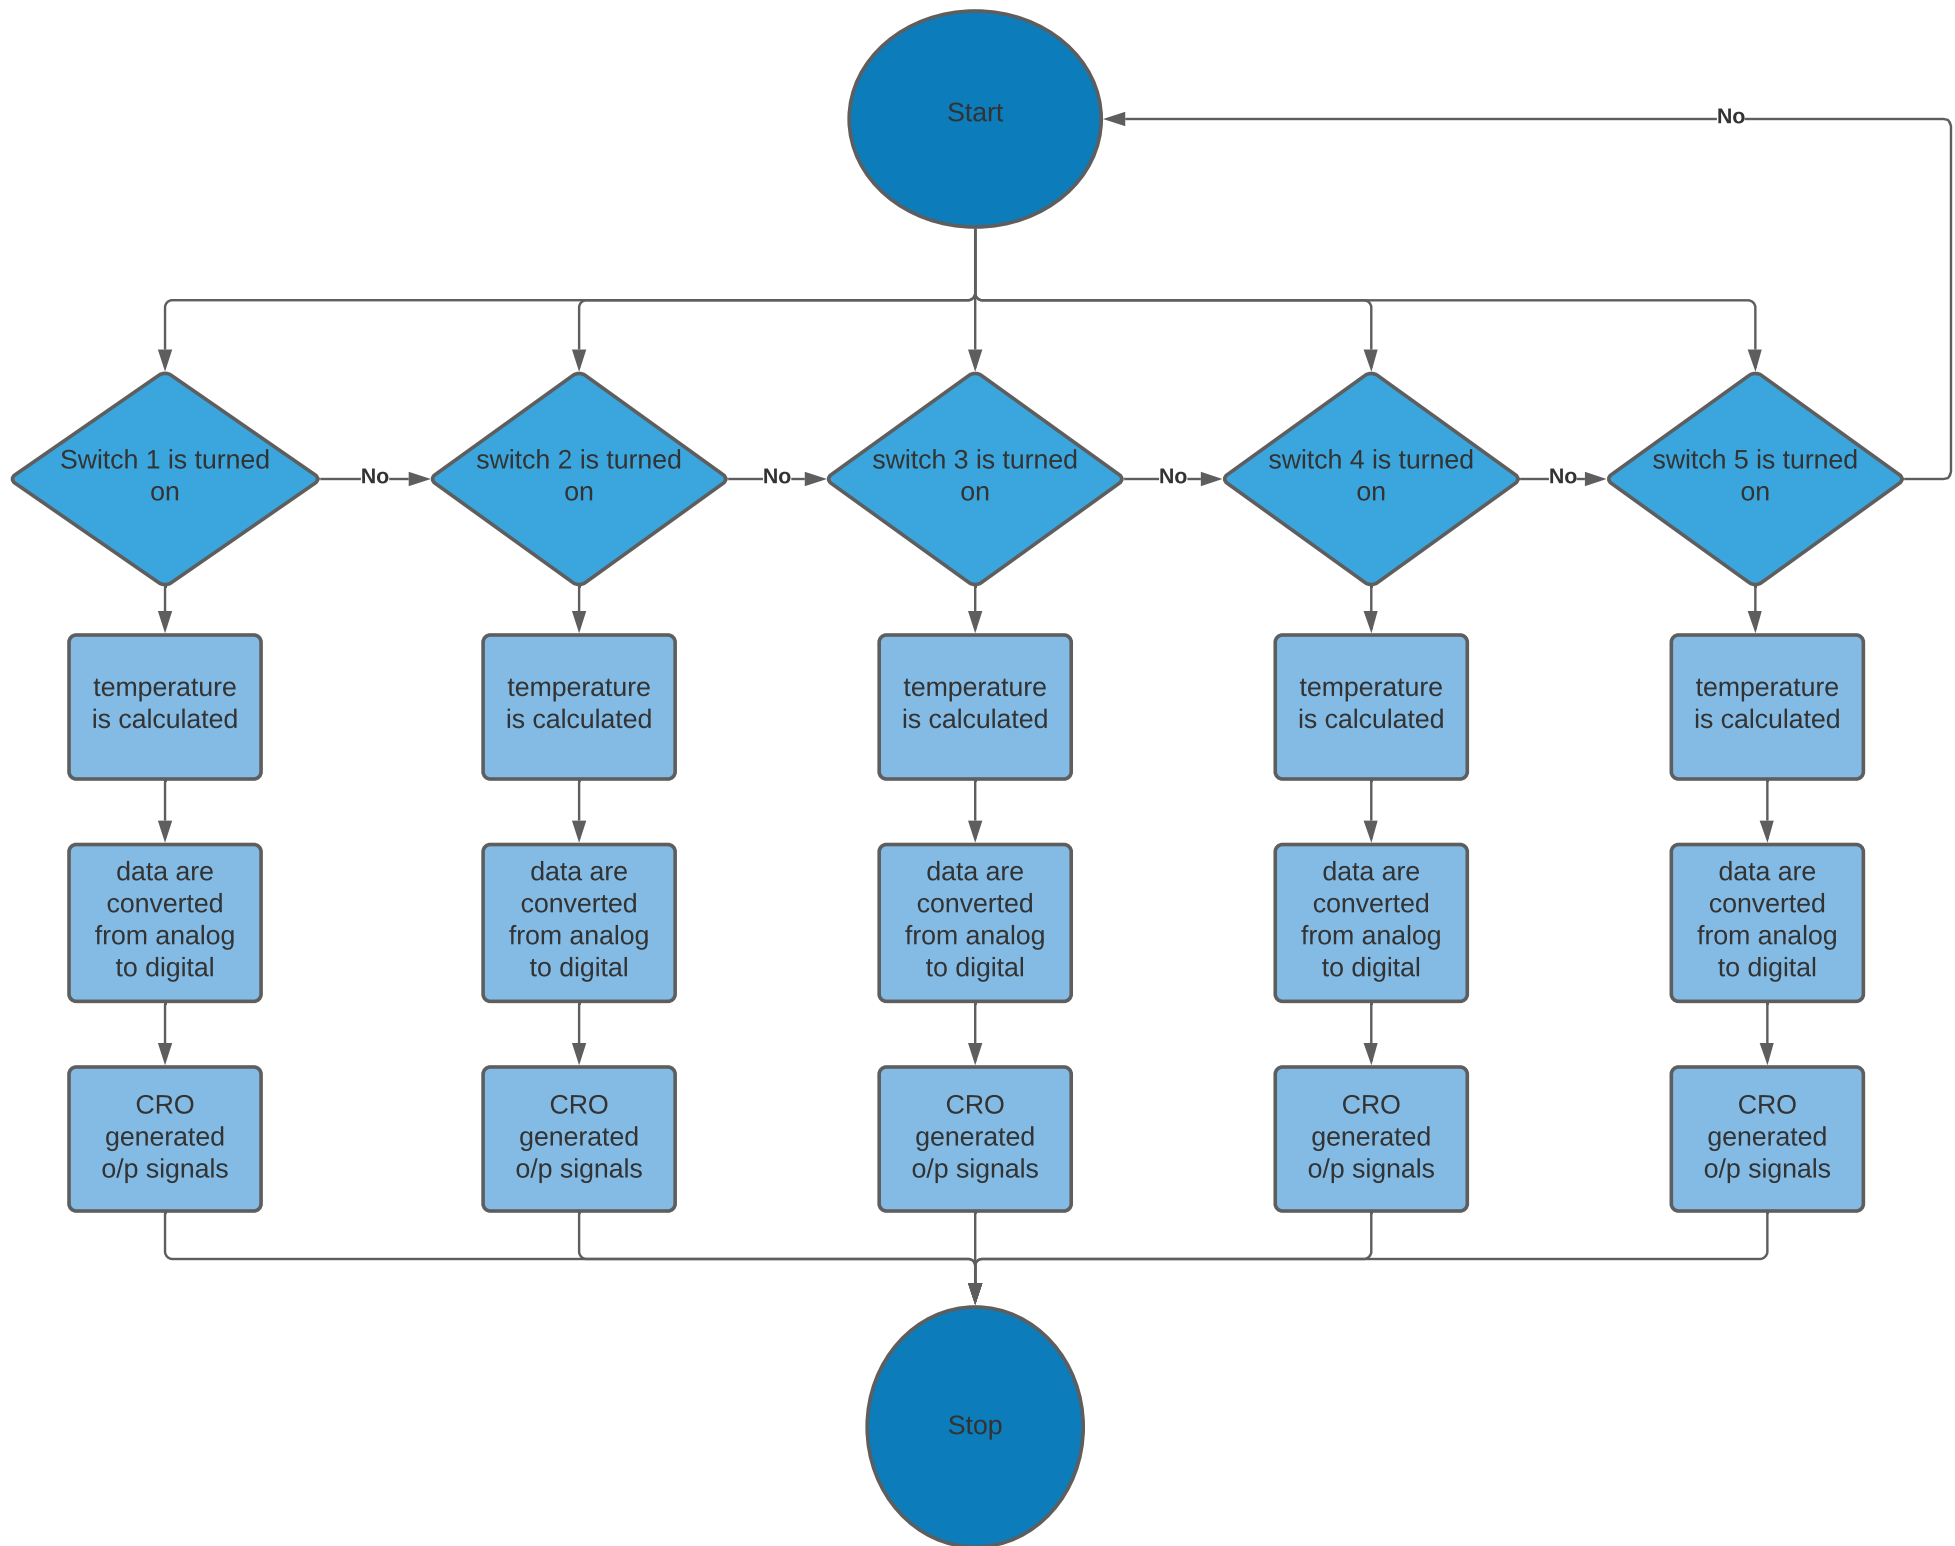 Start
No
Switch 1 is turned
on
No
switch 2 is turned
on
No
switch 3 is turned
on
No
switch 4 is turned
on
No
switch 5 is turned
on
temperature
is calculated
temperature
is calculated
temperature
is calculated
temperature
is calculated
temperature
is calculated
data are
converted
from analog
to digital
data are
converted
from analog
to digital
data are
converted
from analog
to digital
data are
converted
from analog
to digital
data are
converted
from analog
to digital
CRO
generated
o/p signals
CRO
generated
o/p signals
CRO
generated
o/p signals
CRO
generated
o/p signals
CRO
generated
o/p signals
Stop